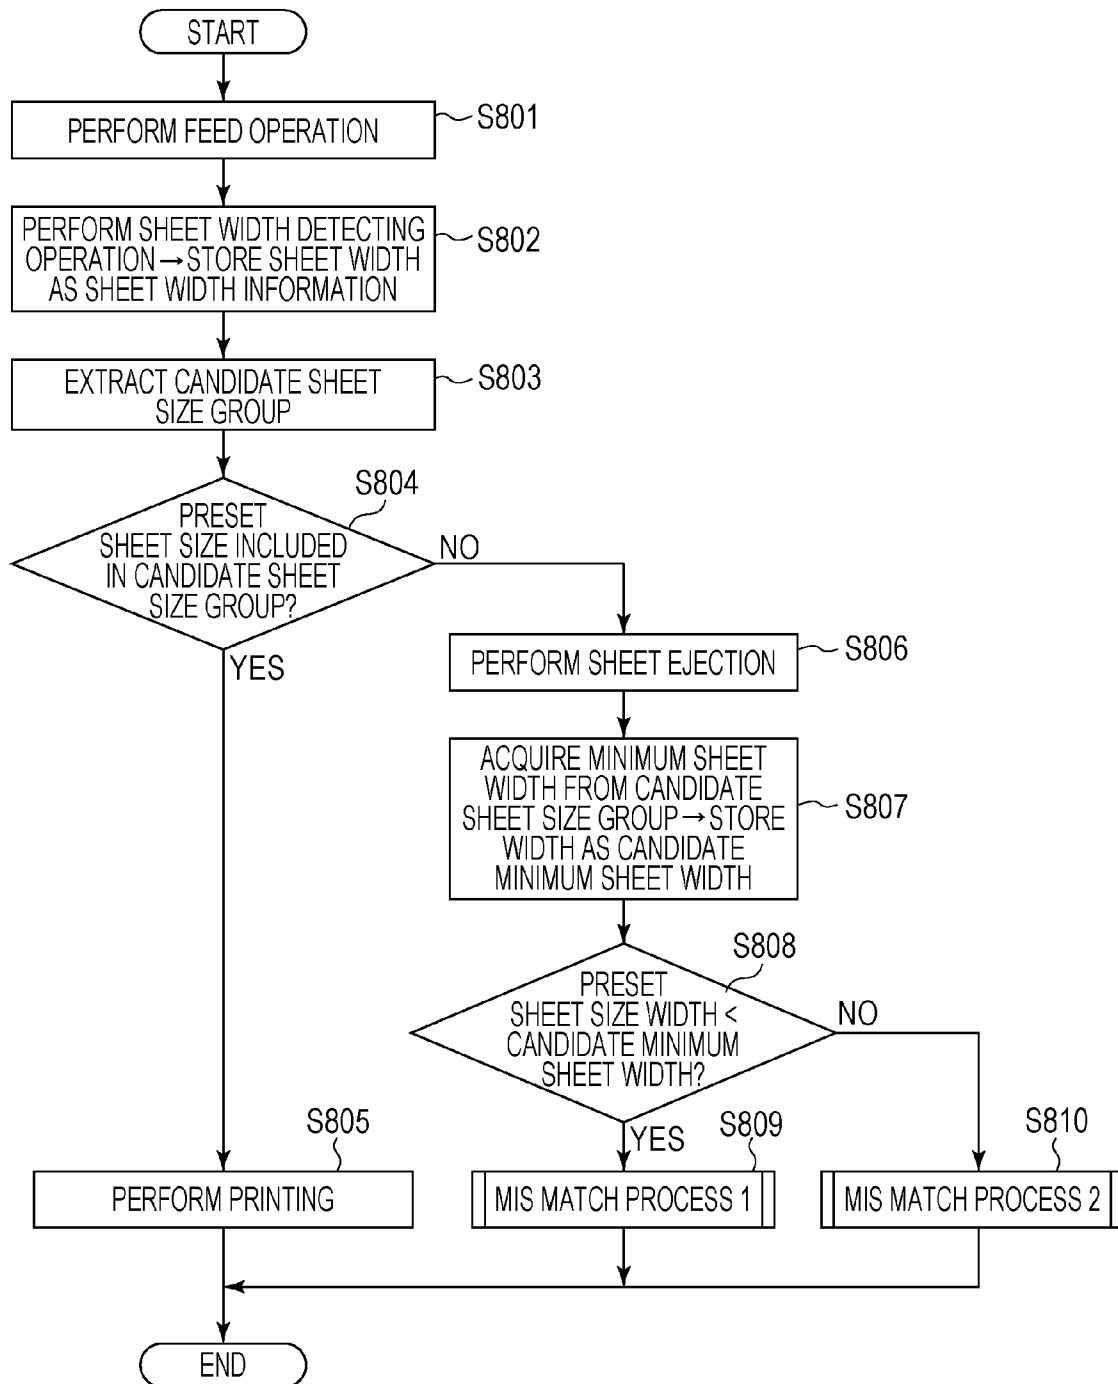 START
PERFORM FEED OPERATION
S801
PERFORM SHEET WIDTH DETECTING
OPERATION→STORE SHEET WIDTH
AS SHEET WIDTH INFORMATION
S802
EXTRACT CANDIDATE SHEET
SIZE GROUP
S803
S804
PRESET
SHEET SIZE INCLUDED
IN CANDIDATE SHEET
SIZE GROUP?
NO
YES
PERFORM SHEET EJECTION
S806
ACQUIRE MINIMUM SHEET
WIDTH FROM CANDIDATE
SHEET SIZE GROUP→STORE
WIDTH AS CANDIDATE
MINIMUM SHEET WIDTH
S807
S808
PRESET
SHEET SIZE WIDTH <
CANDIDATE MINIMUM
SHEET WIDTH?
NO
YES
S805
PERFORM PRINTING
S809
MIS MATCH PROCESS 1
S810
MIS MATCH PROCESS 2
END